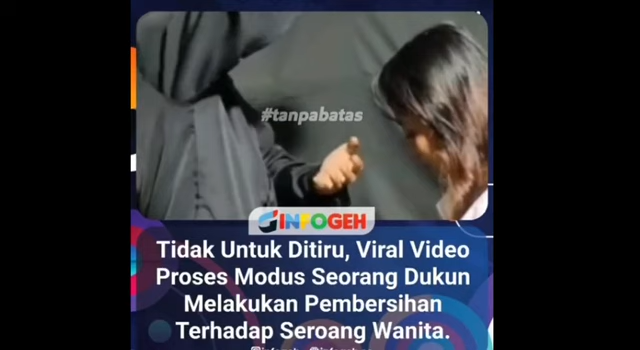 #tanpabatas
INFOGEH
Tidak Untuk Ditiru, Viral Video
Proses Modus Seorang Dukun
Melakukan Pembersihan
Terhadap Seroang Wanita.